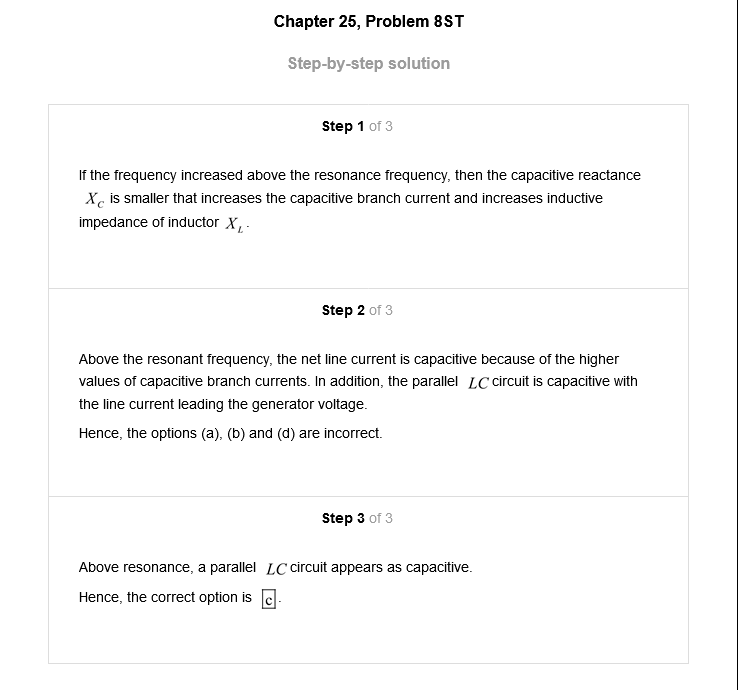 Chapter 25, Problem 8ST
Step-by-step solution
Step 1 of 3
If the frequency increased above the resonance frequency, then the capacitive reactance
X_C is smaller that increases the capacitive branch current and increases inductive
impedance of inductor X_L.
Step 2 of 3
Above the resonant frequency, the net line current is capacitive because of the higher
values of capacitive branch currents. In addition, the parallel LC circuit is capacitive with
the line current leading the generator voltage.
Hence, the options (a), (b) and (d) are incorrect.
Step 3 of 3
Above resonance, a parallel LC circuit appears as capacitive.
Hence, the correct option is c.